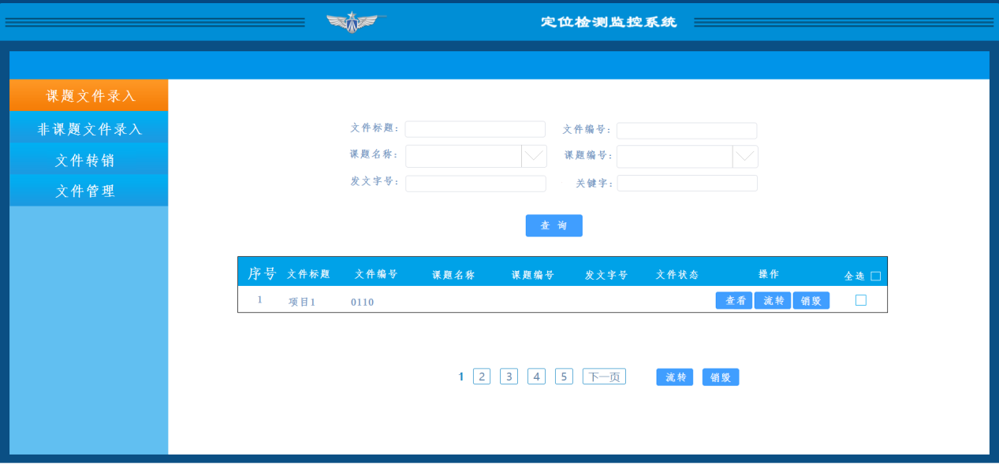 定位检测监控系统
课题文件录入
非课题文件录入
文件转销
文件管理
文件标题：
文件编号：
课题名称：
课题编号：
发文字号：
关键字：
查 询
序号 文件标题 文件编号 课题名称 课题编号 发文字号 文件状态 操作 全选
1 项目1 0110 查看 流转 销毁
1 2 3 4 5 下一页 流转 销毁